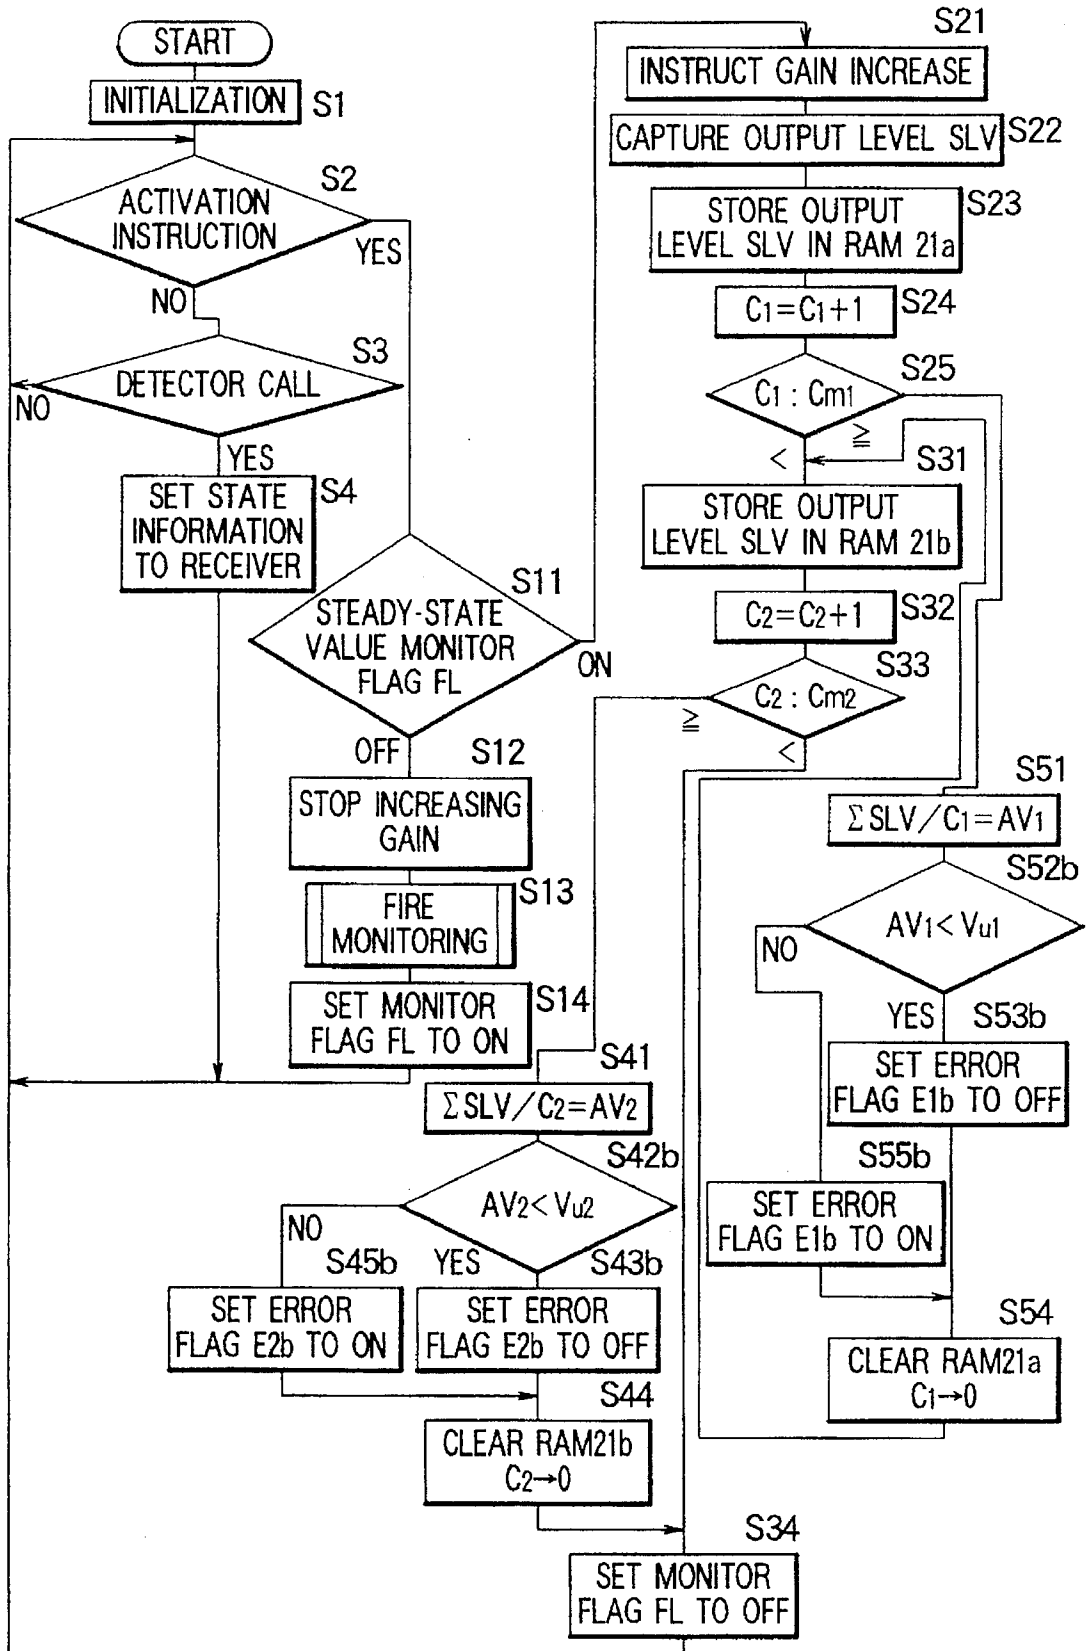 START
INITIALIZATION S1
S2
ACTIVATION
INSTRUCTION
YES
NO
S3
DETECTOR CALL
NO
YES
S4
SET STATE
INFORMATION
TO RECEIVER
S11
STEADY-STATE
VALUE MONITOR
FLAG FL
ON
OFF
S12
STOP INCREASING
GAIN
S13
FIRE
MONITORING
S14
SET MONITOR
FLAG FL TO ON
S21
INSTRUCT GAIN INCREASE
S22
CAPTURE OUTPUT LEVEL SLV
S23
STORE OUTPUT
LEVEL SLV IN RAM 21a
S24
C1=C1+1
S25
C1 : Cm1
≧
<
S31
STORE OUTPUT
LEVEL SLV IN RAM 21b
S32
C2=C2+1
S33
C2 : Cm2
≧
<
S41
ΣSLV/C2=AV2
S42b
AV2<Vu2
NO
YES
S45b
SET ERROR
FLAG E2b TO ON
S43b
SET ERROR
FLAG E2b TO OFF
S44
CLEAR RAM21b
C2→0
S51
ΣSLV/C1=AV1
S52b
AV1<Vu1
NO
YES
S53b
SET ERROR
FLAG E1b TO OFF
S55b
SET ERROR
FLAG E1b TO ON
S54
CLEAR RAM21a
C1→0
S34
SET MONITOR
FLAG FL TO OFF